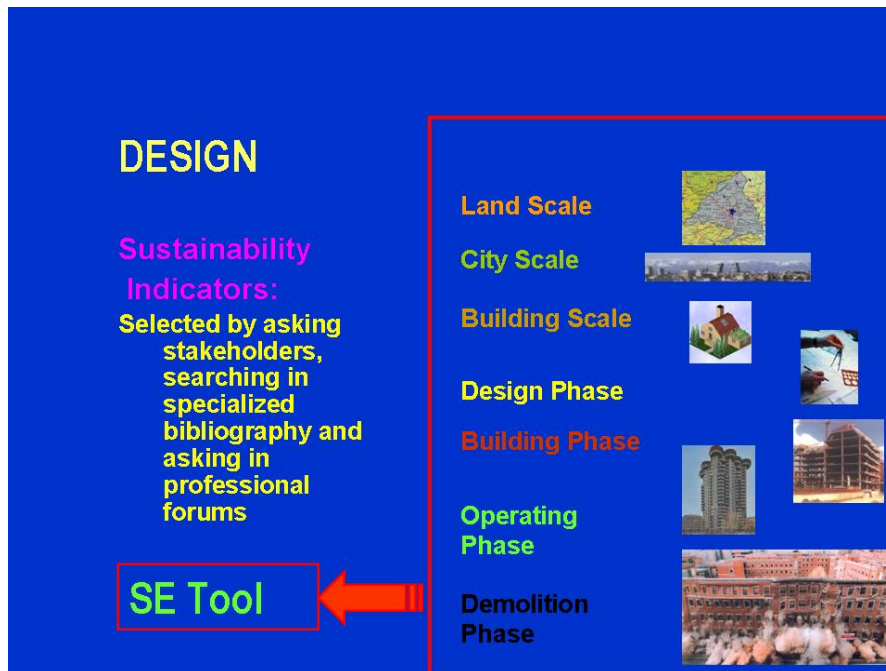 DESIGN
Sustainability
Indicators:
Selected by asking
stakeholders,
searching in
specialized
bibliography and
asking in
professional
forums
SE Tool
Land Scale
City Scale
Building Scale
Design Phase
Building Phase
Operating
Phase
Demolition
Phase